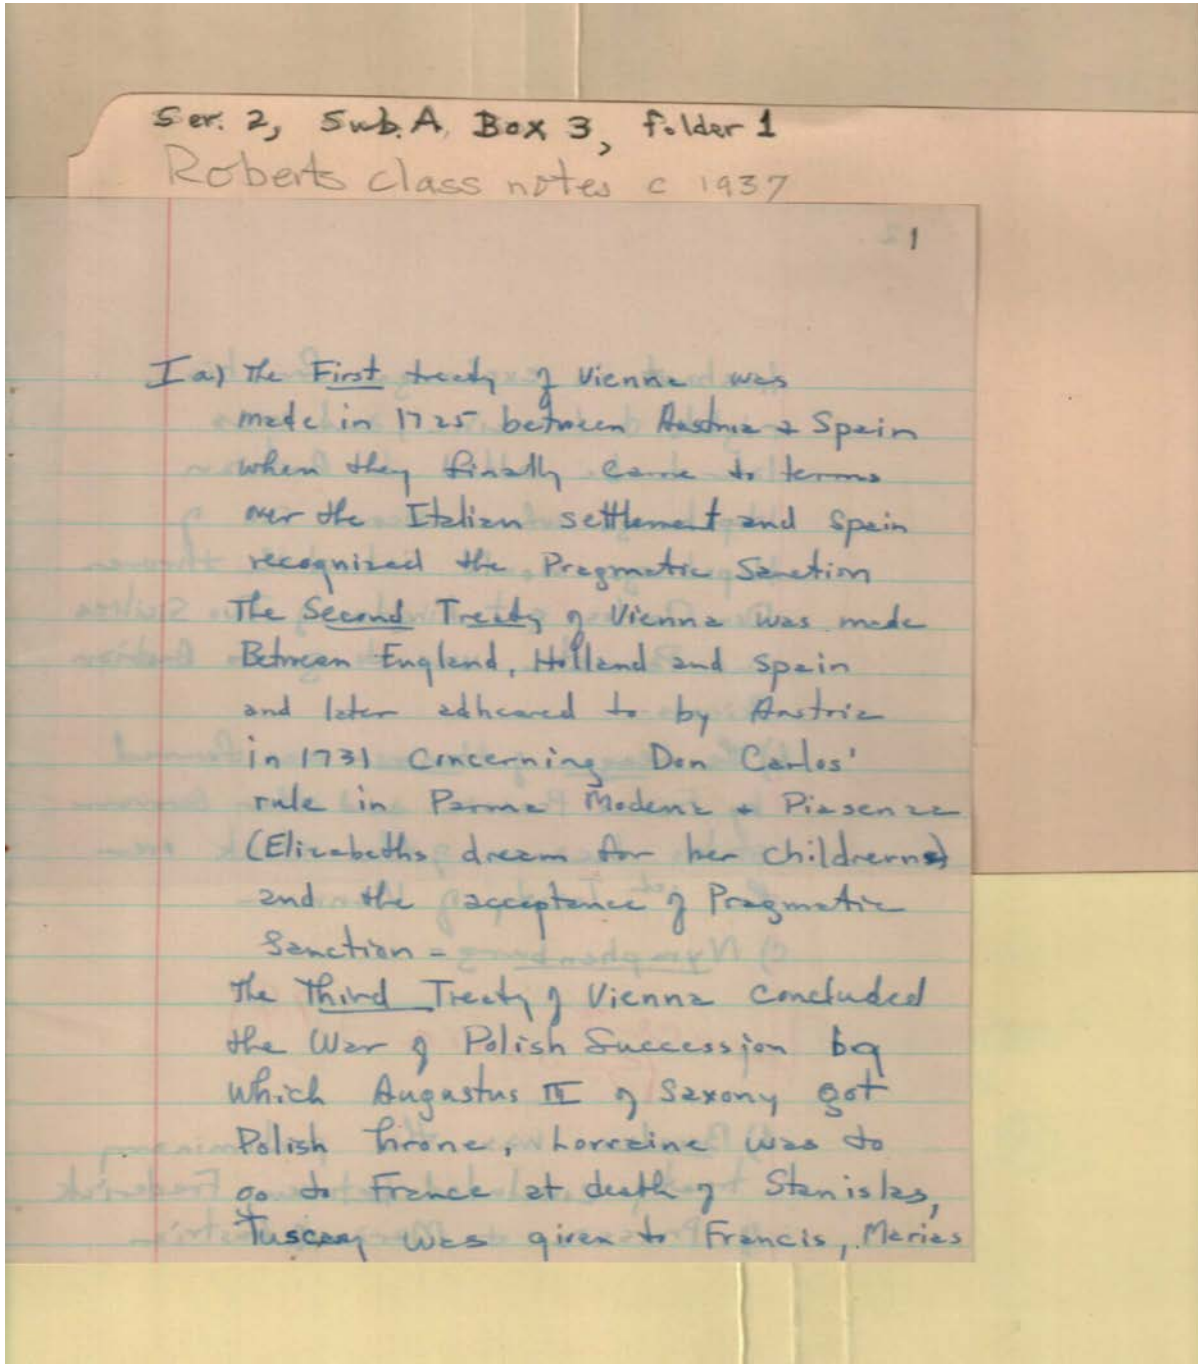 Ser. 2, Sub. A, Box 3, folder 1
Roberts class notes c 1937
1
I a) The First treaty of Vienna was
made in 1725 between Austria & Spain
when they finally came to terms
over the Italian settlement and Spain
recognized the Pragmatic Sanction
The Second Treaty of Vienna was made
Between England, Holland and Spain
and later adheared to by Austria
in 1731 concerning Don Carlos'
rule in Parma Modena & Piasenza
(Elizabeths dream for her childrern)
and the acceptance of Pragmatic
Sanction -
The Third Treaty of Vienna concluded
the War of Polish Succession by
which Augustus III of Saxony got
Polish hrone, Lorraine was to
go to France at death of Stanislas,
Tuscany was given to Francis, Marias